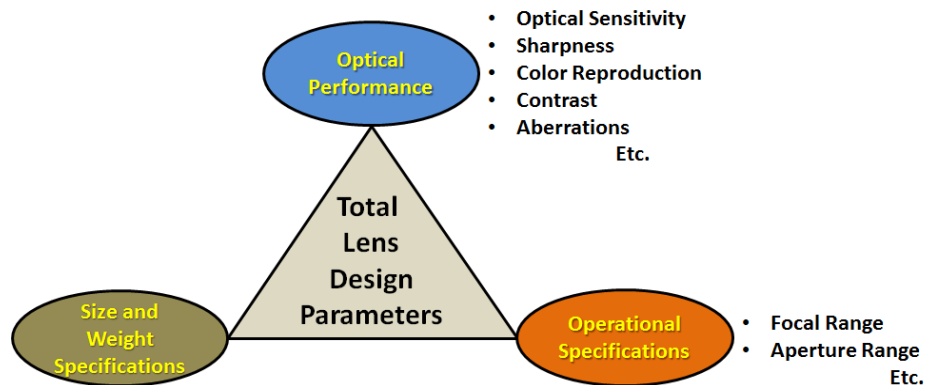 Optical
Performance
• Optical Sensitivity
• Sharpness
• Color Reproduction
• Contrast
• Aberrations
Etc.
Total
Lens
Design
Parameters
Size and
Weight
Specifications
Operational
Specifications
• Focal Range
• Aperture Range
Etc.